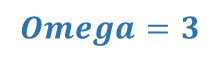 Omega = 3